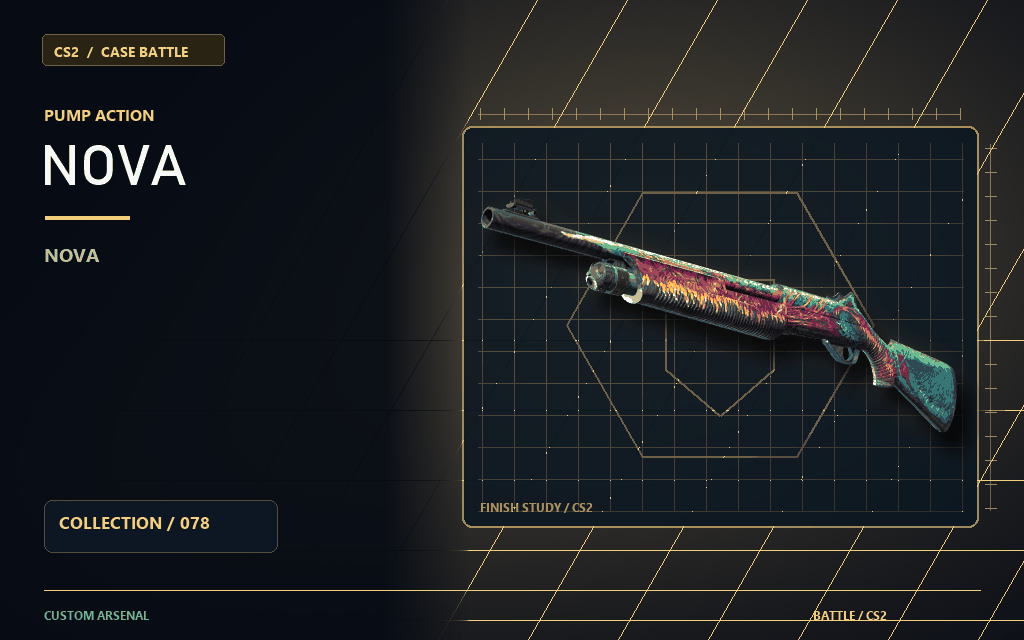 CS2 / CASE BATTLE
PUMP ACTION
NOVA
NOVA
COLLECTION / 078
FINISH STUDY / CS2
CUSTOM ARSENAL
BATTLE / CS2